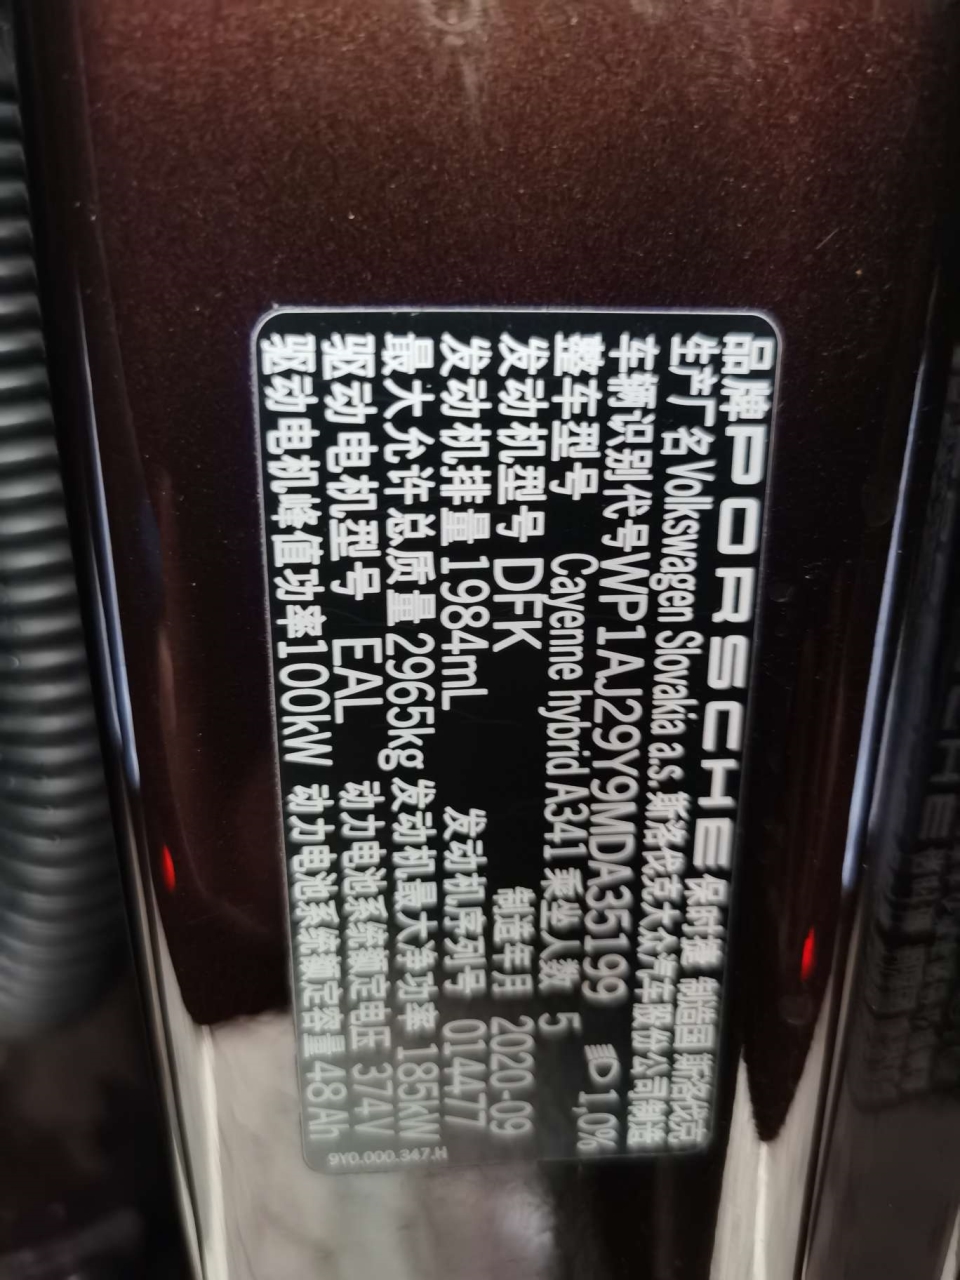 品牌 PORSCHE 保时捷 制造国 斯洛伐克
生产厂名 Volkswagen Slovakia a.s. 斯洛伐克大众汽车股份公司制造
车辆识别代号 WP1AJ29Y9MDA35199 1,0%
整车型号 Cayenne hybrid A341 乘坐人数 5
发动机型号 DFK 制造年月 2020-09
发动机排量 1984mL 发动机序列号 014477
最大允许总质量 2965kg 发动机最大净功率 185kW
驱动电机型号 EAL 动力电池系统额定电压 374V
驱动电机峰值功率 100kW 动力电池系统额定容量 48Ah
9Y0.000.347.H